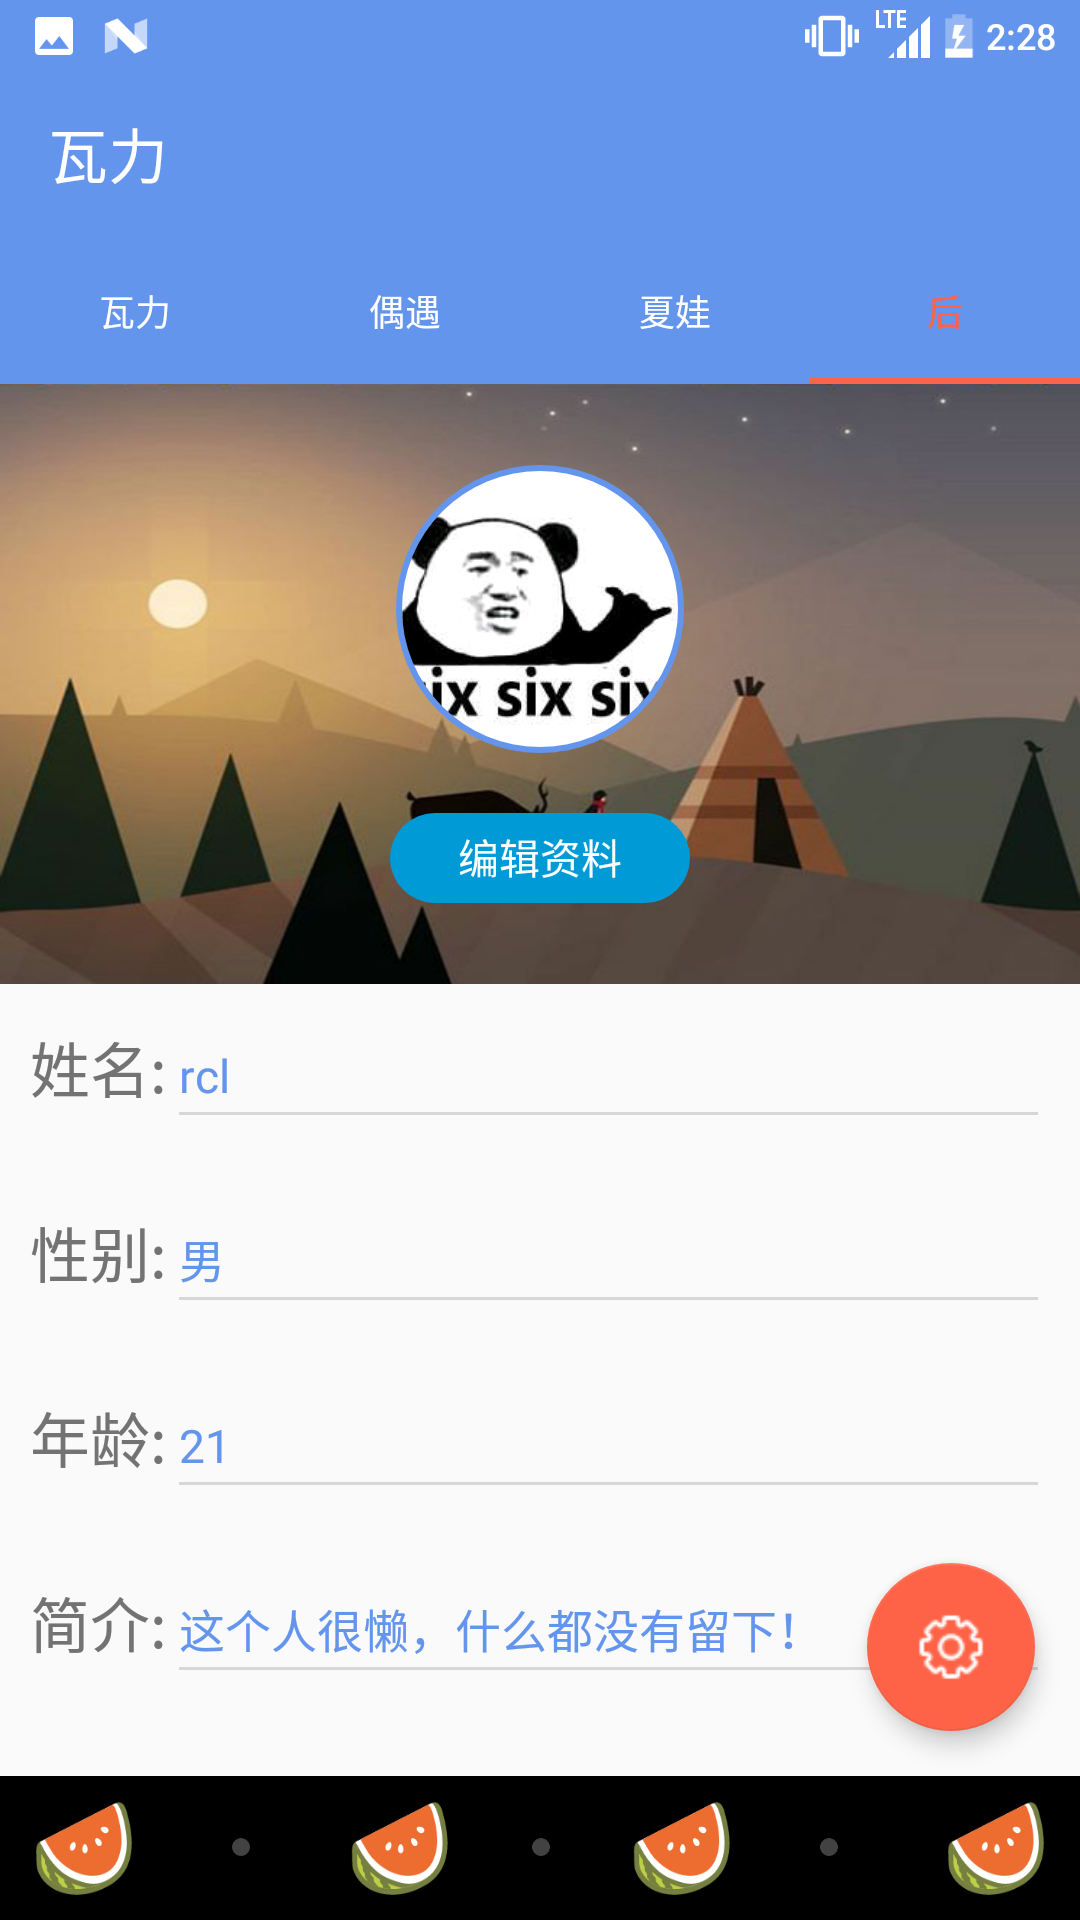 LTE 2:28
瓦力
瓦力 偶遇 夏娃 后
six six six
编辑资料
姓名: rcl
性别: 男
年龄: 21
简介: 这个人很懒，什么都没有留下！